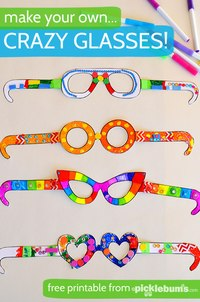 make your own...
CRAZY GLASSES!
free printable from picklebums